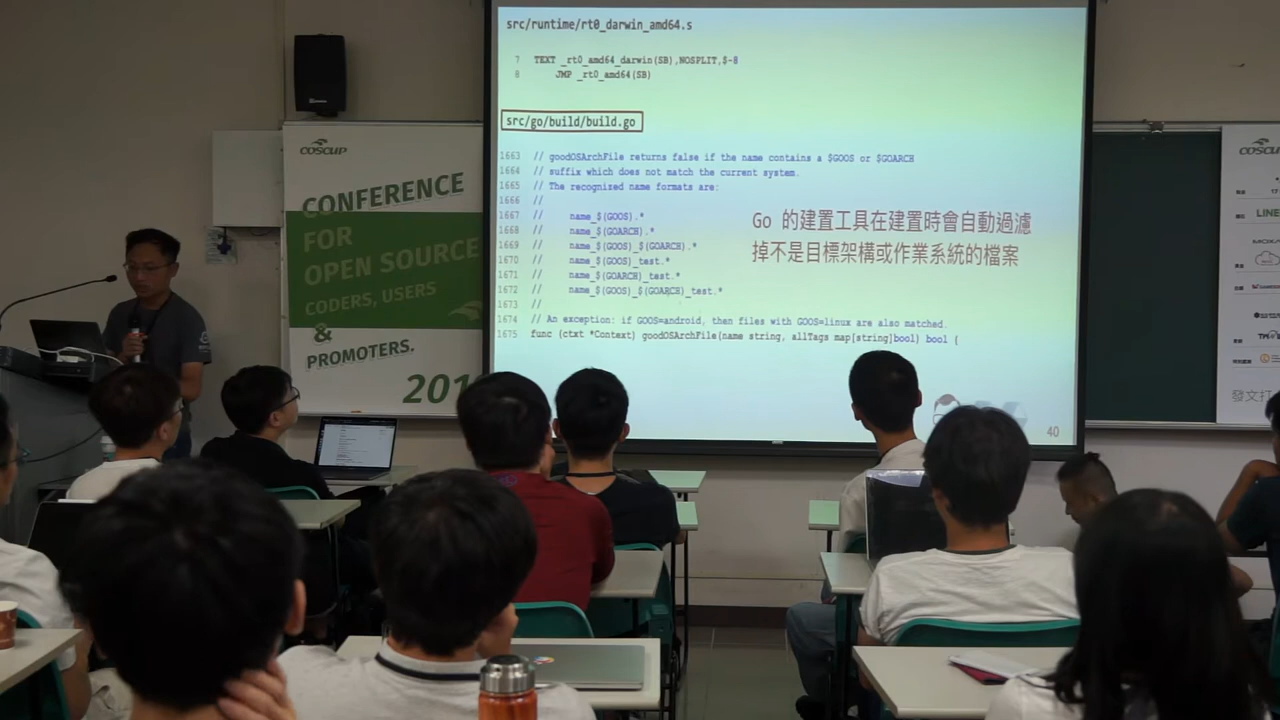 COSCUP
CONFERENCE
FOR
OPEN SOURCE
CODERS, USERS
&
PROMOTERS.
201
src/runtime/rt0_darwin_amd64.s
7 TEXT _rt0_amd64_darwin(SB),NOSPLIT,$-8
8 JMP _rt0_amd64(SB)
src/go/build/build.go
1663 // goodOSArchFile returns false if the name contains a $GOOS or $GOARCH
1664 // suffix which does not match the current system.
1665 // The recognized name formats are:
1666 //
1667 // name_$(GOOS).*
1668 // name_$(GOARCH).*
1669 // name_$(GOOS)_$(GOARCH).*
1670 // name_$(GOOS)_test.*
1671 // name_$(GOARCH)_test.*
1672 // name_$(GOOS)_$(GOARCH)_test.*
1673 //
1674 // An exception: if GOOS=android, then files with GOOS=linux are also matched.
1675 func (ctxt *Context) goodOSArchFile(name string, allTags map[string]bool) bool {
Go 的建置工具在建置時會自動過濾
掉不是目標架構或作業系統的檔案
40
COSCUP
LINE
發文打